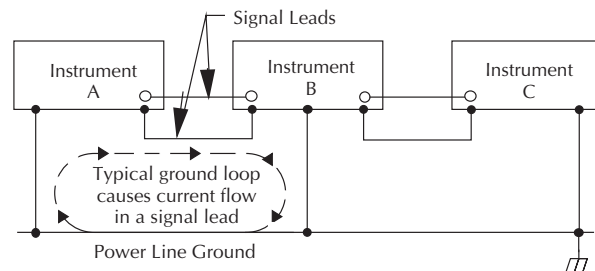 Signal Leads
Instrument
A
Instrument
B
Instrument
C
Typical ground loop
causes current flow
in a signal lead
Power Line Ground